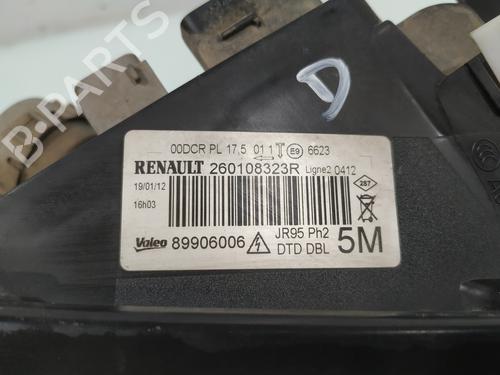 B-PARTS
D
00DCR PL 17,5 01 1 E9 6623
RENAULT 260108323R Ligne2 0412
19/01/12
287
16h03
Valeo 89906006 JR95 Ph2 5M
DTD DBL